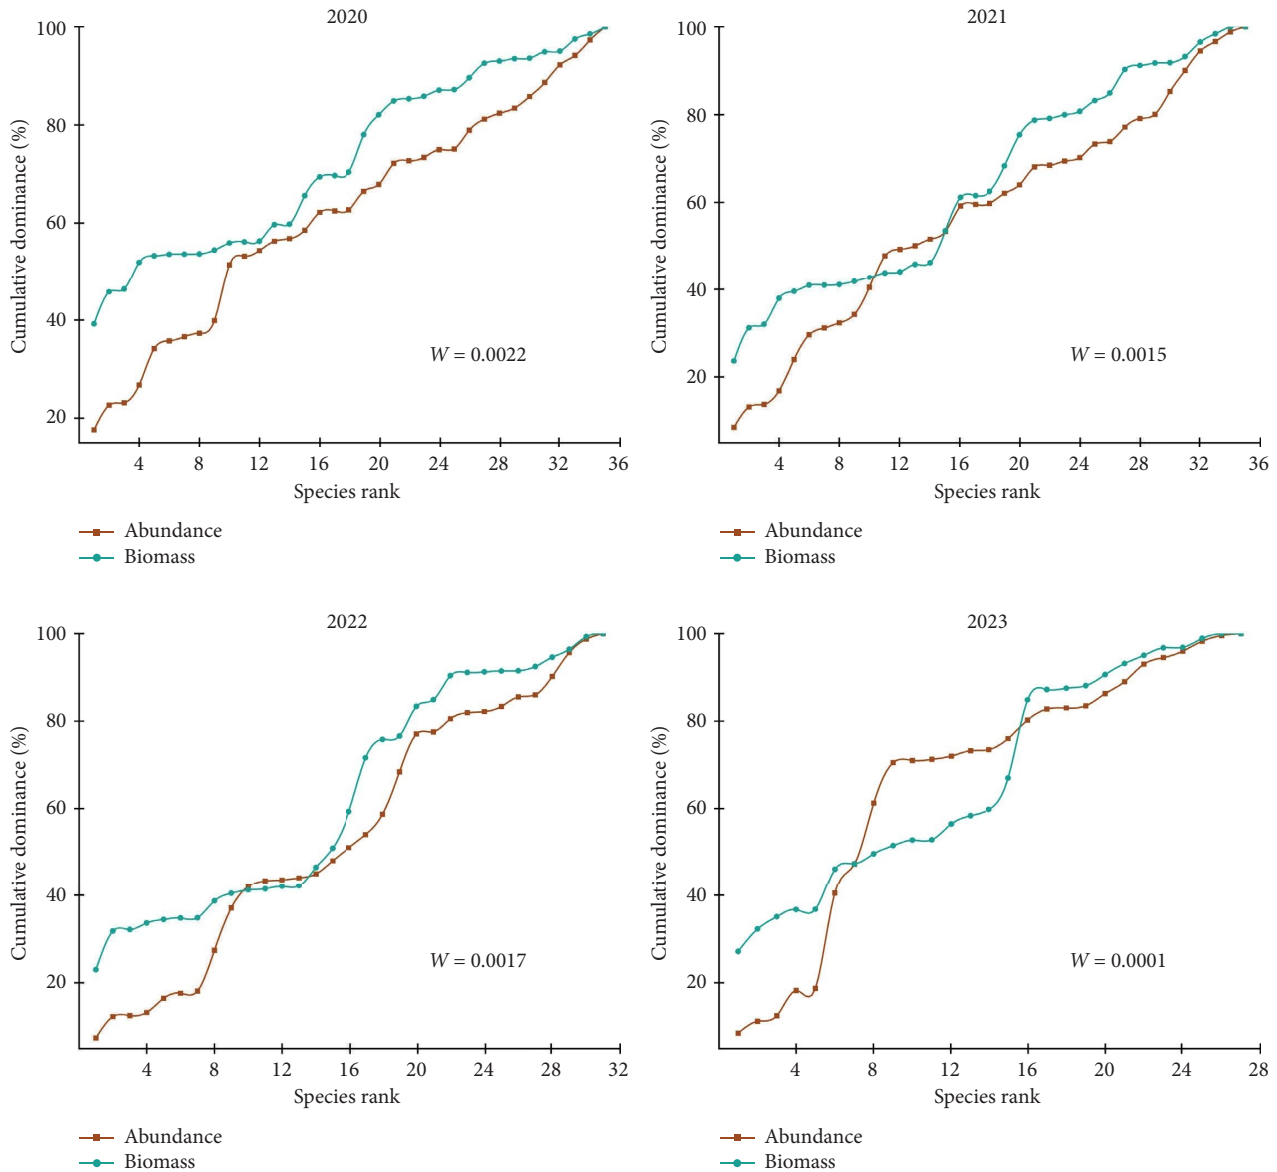 2020
Cumulative dominance (%)
100
80
60
40
20
4 8 12 16 20 24 28 32 36
Species rank
W = 0.0022
Abundance
Biomass
2021
Cumulative dominance (%)
100
80
60
40
20
4 8 12 16 20 24 28 32 36
Species rank
W = 0.0015
Abundance
Biomass
2022
Cumulative dominance (%)
100
80
60
40
20
4 8 12 16 20 24 28 32
Species rank
W = 0.0017
Abundance
Biomass
2023
Cumulative dominance (%)
100
80
60
40
20
4 8 12 16 20 24 28
Species rank
W = 0.0001
Abundance
Biomass